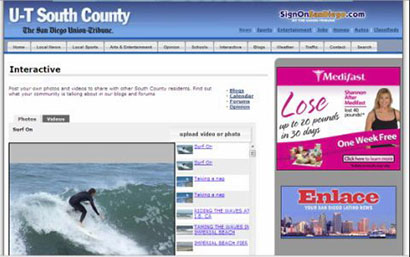 U-T South County
The San Diego Union-Tribune.
SignOnSanDiego.com
News Sports Entertainment Jobs Homes Autos Classifieds
Home Local News Local Sports Arts & Entertainment Opinion Schools Interactive Blogs Weather Traffic Contact Search
Interactive
Post your own photos and videos to share with other South County residents. Find out
what your community is talking about in our blogs and forums
Blogs
Calendar
Forums
Opinion
Photos Videos
Surf On
upload video or photo
Surf On
Surf On
Taking a nap
Taking a nap
RIDING THE WAVES AT
I.B. CA
TAMING THE WAVES IN
IMPERIAL BEACH
IMPERIAL BEACH PIER
Medifast
Lose
up to 20 pounds
in 30 days
Shannon
After
Medifast
lost 40
pounds*
One Week Free
Click here to learn more
Enlace
YOUR SAN DIEGO LATINO NEWS